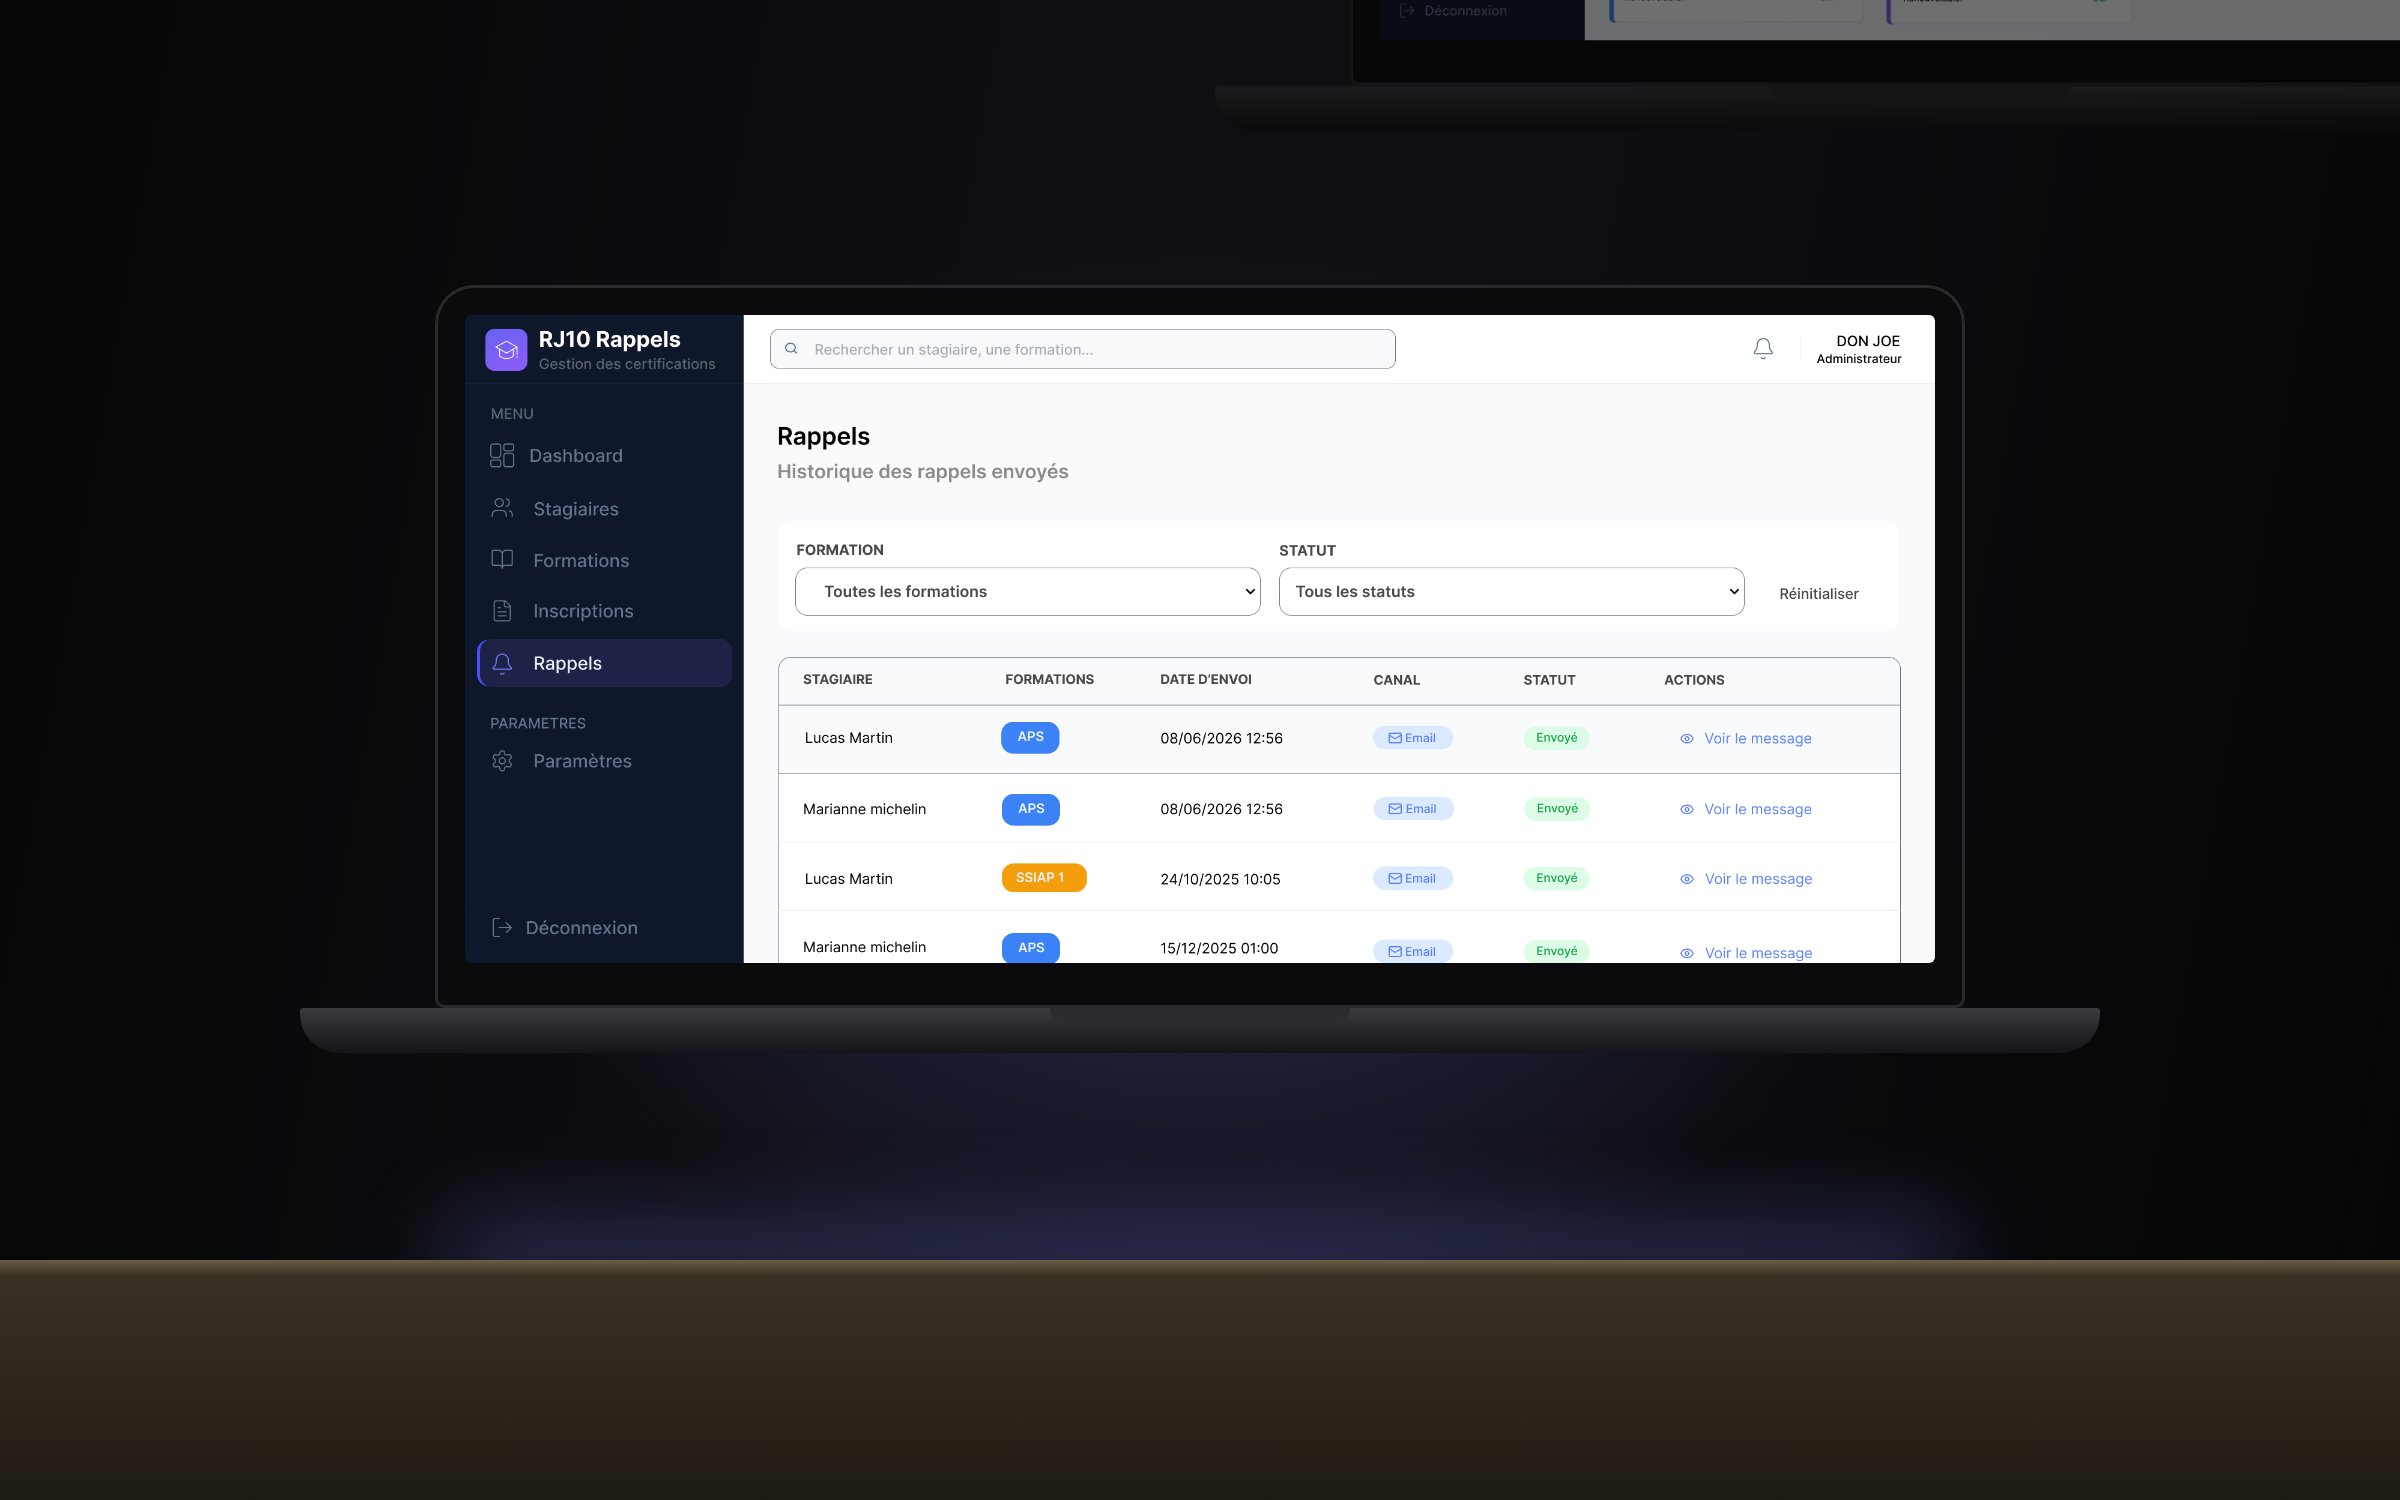 Déconnexion
RJ10 Rappels
Gestion des certifications
Rechercher un stagiaire, une formation...
DON JOE
Administrateur
MENU
Dashboard
Stagiaires
Formations
Inscriptions
Rappels
PARAMETRES
Paramètres
Déconnexion
Rappels
Historique des rappels envoyés
FORMATION
STATUT
Toutes les formations
Tous les statuts
Réinitialiser
STAGIAIRE FORMATIONS DATE D'ENVOI CANAL STATUT ACTIONS
Lucas Martin APS 08/06/2026 12:56 Email Envoyé Voir le message
Marianne michelin APS 08/06/2026 12:56 Email Envoyé Voir le message
Lucas Martin SSIAP 1 24/10/2025 10:05 Email Envoyé Voir le message
Marianne michelin APS 15/12/2025 01:00 Email Envoyé Voir le message